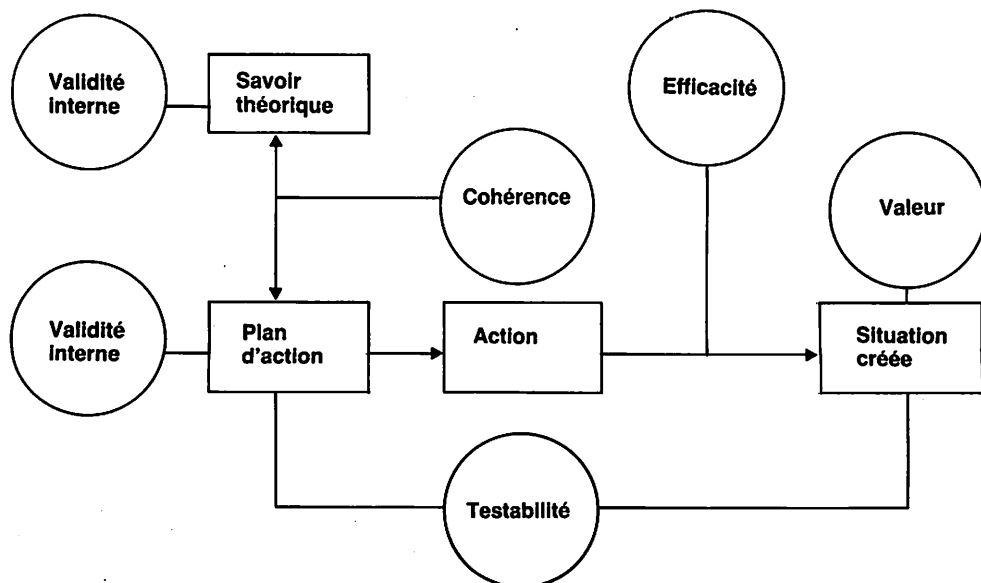 Validité
interne
Savoir
théorique
Efficacité
Cohérence
Valeur
Validité
interne
Plan
d'action
Action
Situation
créée
Testabilité